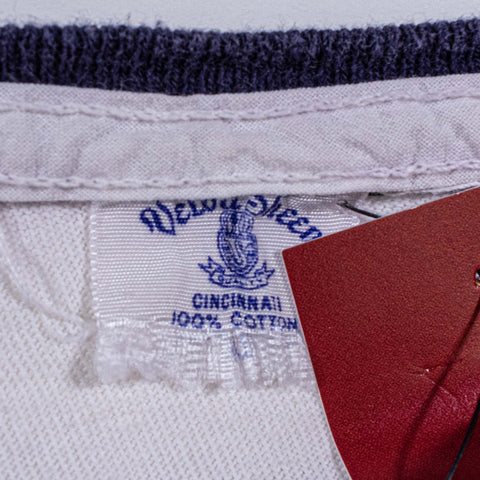 Velva Sheen
CINCINNATI
100% COTTON